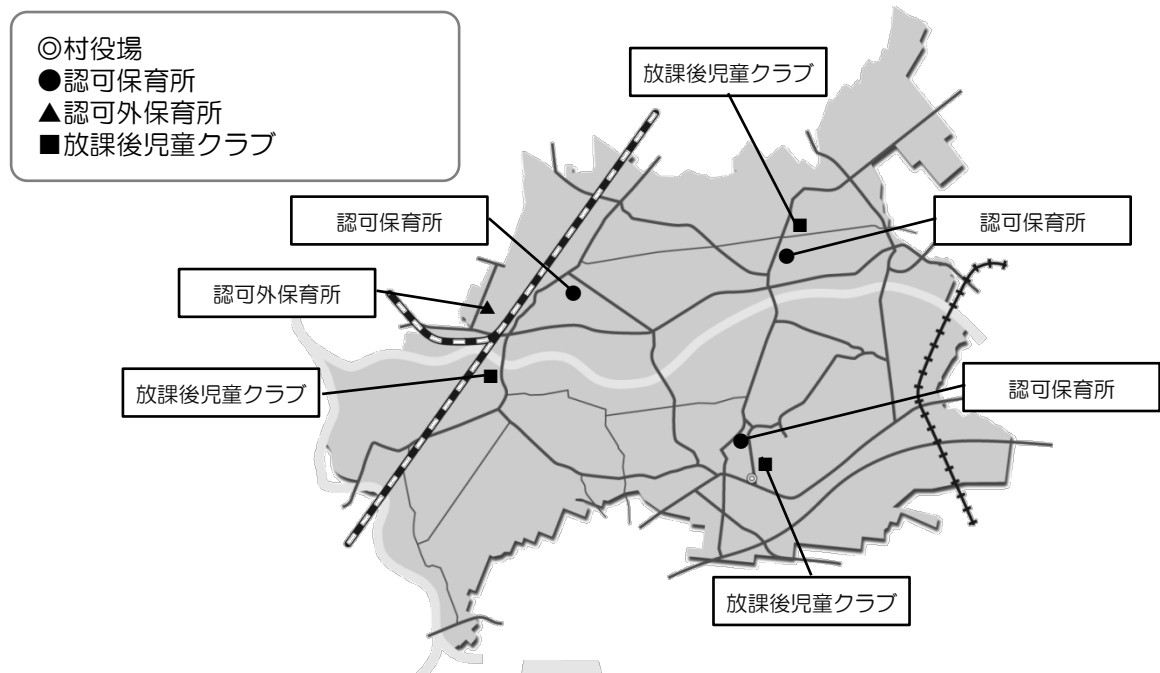 ◎村役場
●認可保育所
▲認可外保育所
■放課後児童クラブ
放課後児童クラブ
認可保育所
認可保育所
認可外保育所
放課後児童クラブ
認可保育所
放課後児童クラブ